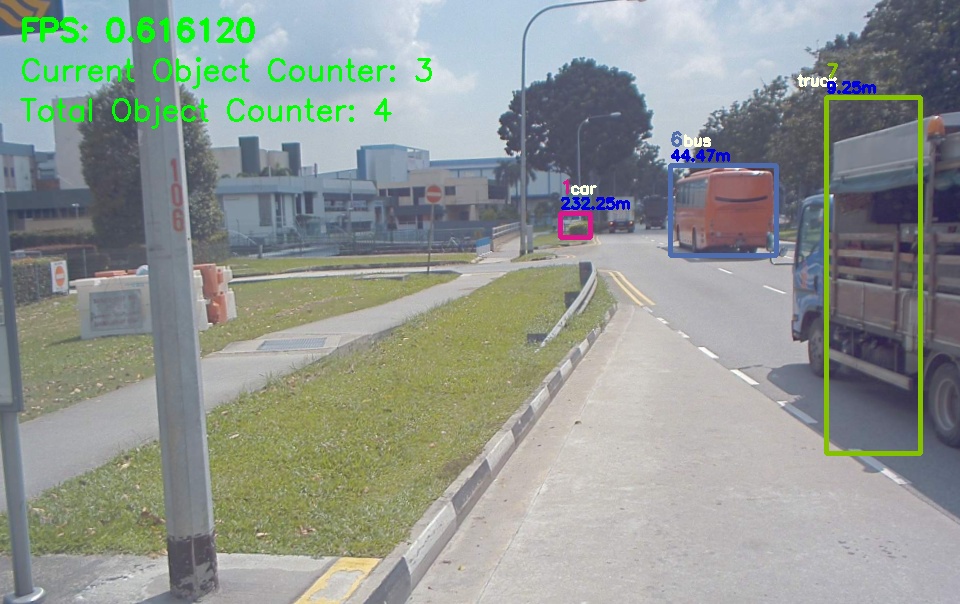 FPS: 0.616120
Current Object Counter: 3
Total Object Counter: 4
7
truck
9.25m
6bus
44.47m
1car
232.25m
106